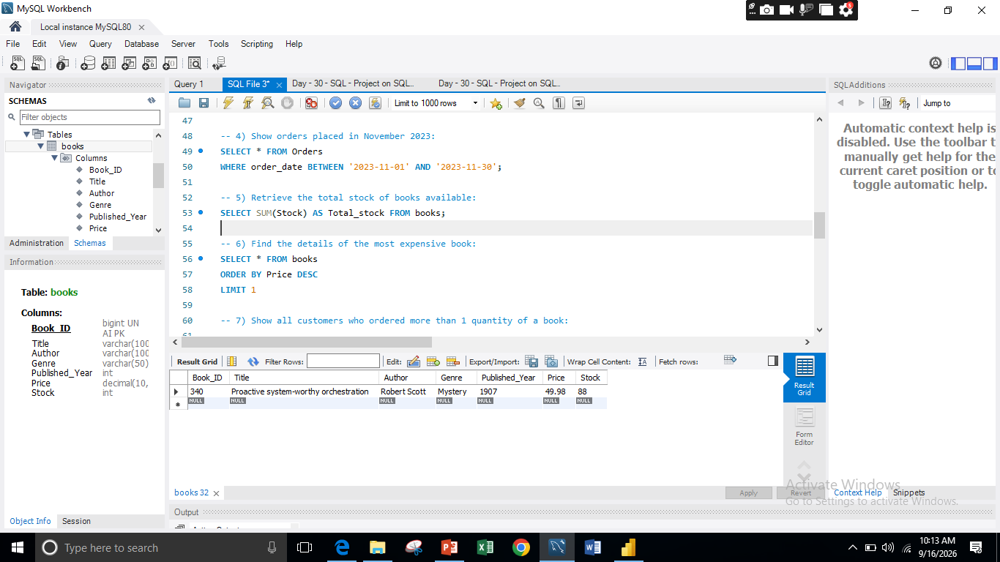 MySQL Workbench
Local instance MySQL80
File Edit View Query Database Server Tools Scripting Help
Navigator
SCHEMAS
Filter objects
Tables
books
Columns
Book_ID
Title
Author
Genre
Published_Year
Price
Administration Schemas
Information
Table: books
Columns:
Book_ID bigint UN
AI PK
Title varchar(100
Author varchar(100
Genre varchar(50)
Published_Year int
Price decimal(10,
Stock int
Object Info Session
Query 1 SQL File 3* Day - 30 - SQL - Project on SQL... Day - 30 - SQL - Project on SQL...
Limit to 1000 rows
47
48 -- 4) Show orders placed in November 2023:
49 SELECT * FROM Orders
50 WHERE order_date BETWEEN '2023-11-01' AND '2023-11-30';
51
52 -- 5) Retrieve the total stock of books available:
53 SELECT SUM(Stock) AS Total_stock FROM books;
54
55 -- 6) Find the details of the most expensive book:
56 SELECT * FROM books
57 ORDER BY Price DESC
58 LIMIT 1
59
60 -- 7) Show all customers who ordered more than 1 quantity of a book:
Result Grid Filter Rows: Edit: Export/Import: Wrap Cell Content: Fetch rows:
Book_ID Title Author Genre Published_Year Price Stock
340 Proactive system-worthy orchestration Robert Scott Mystery 1907 49.98 88
NULL NULL NULL NULL NULL NULL NULL
Result
Grid
Form
Editor
books 32
Apply Revert
Output
SQLAdditions
Jump to
Automatic context help is
disabled. Use the toolbar t
manually get help for the
current caret position or to
toggle automatic help.
Context Help Snippets
Activate Windows
Go to Settings to activate Windows.
Type here to search
10:13 AM
9/16/2026